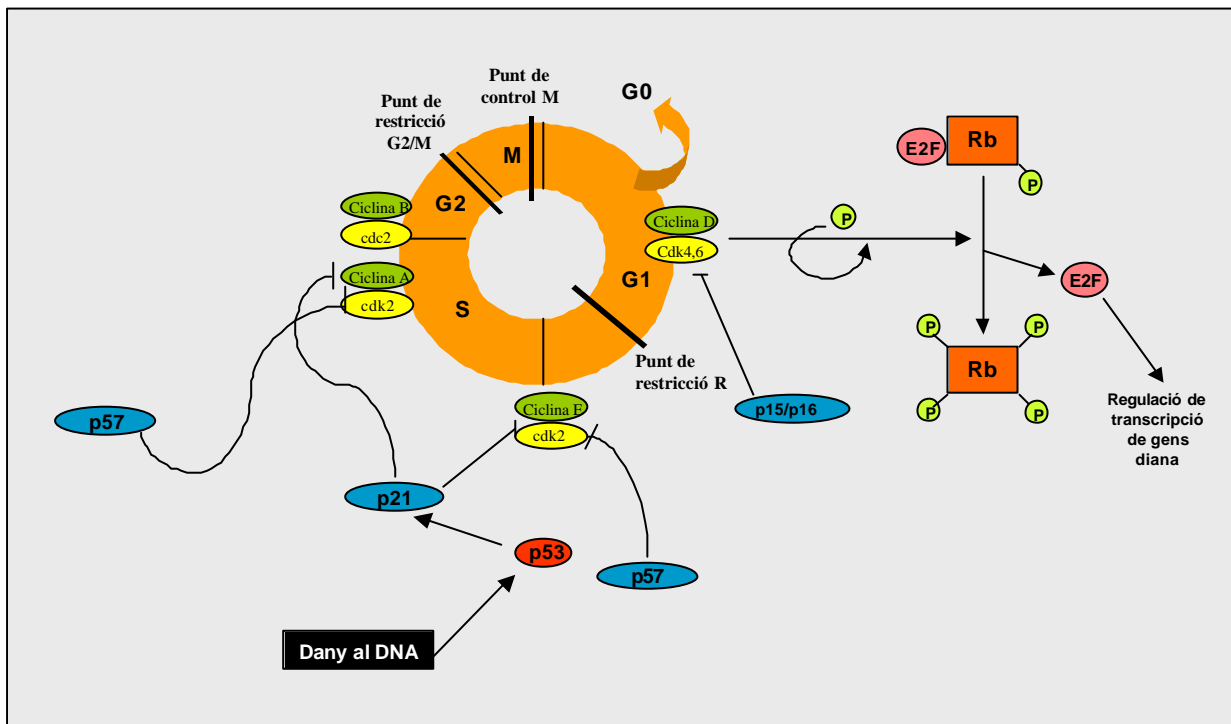 Punt de
control M
G0
Punt de
restricció
G2/M
M
G2
G1
S
Ciclina B
cdc2
Ciclina A
cdk2
Ciclina D
Cdk4,6
Punt de
restricció R
Ciclina E
cdk2
p57
p21
p53
p57
p15/p16
Dany al DNA
P
E2F
Rb
P
E2F
P
P
Rb
P
P
Regulació de
transcripció
de gens
diana